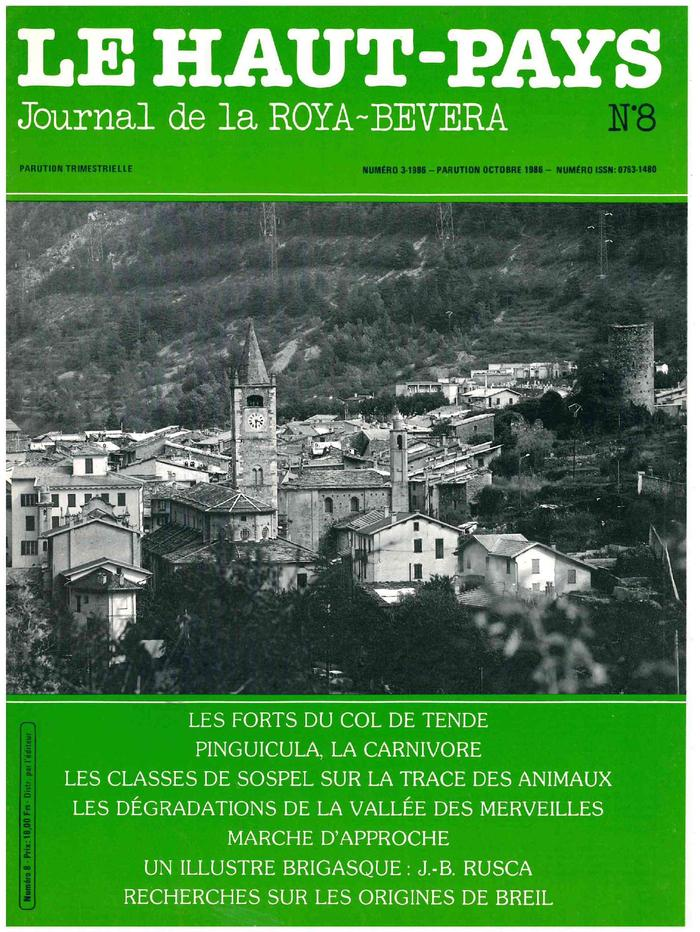 LE HAUT-PAYS
Journal de la ROYA~BEVERA
N°8
PARUTION TRIMESTRIELLE
NUMÉRO 3-1986 – PARUTION OCTOBRE 1986 – NUMÉRO ISSN: 0763-1480
LES FORTS DU COL DE TENDE
PINGUICULA, LA CARNIVORE
LES CLASSES DE SOSPEL SUR LA TRACE DES ANIMAUX
LES DÉGRADATIONS DE LA VALLÉE DES MERVEILLES
MARCHE D'APPROCHE
UN ILLUSTRE BRIGASQUE : J.-B. RUSCA
RECHERCHES SUR LES ORIGINES DE BREIL
Numéro 8 - Prix: 18,00 Frs - Distr. par l'éditeur